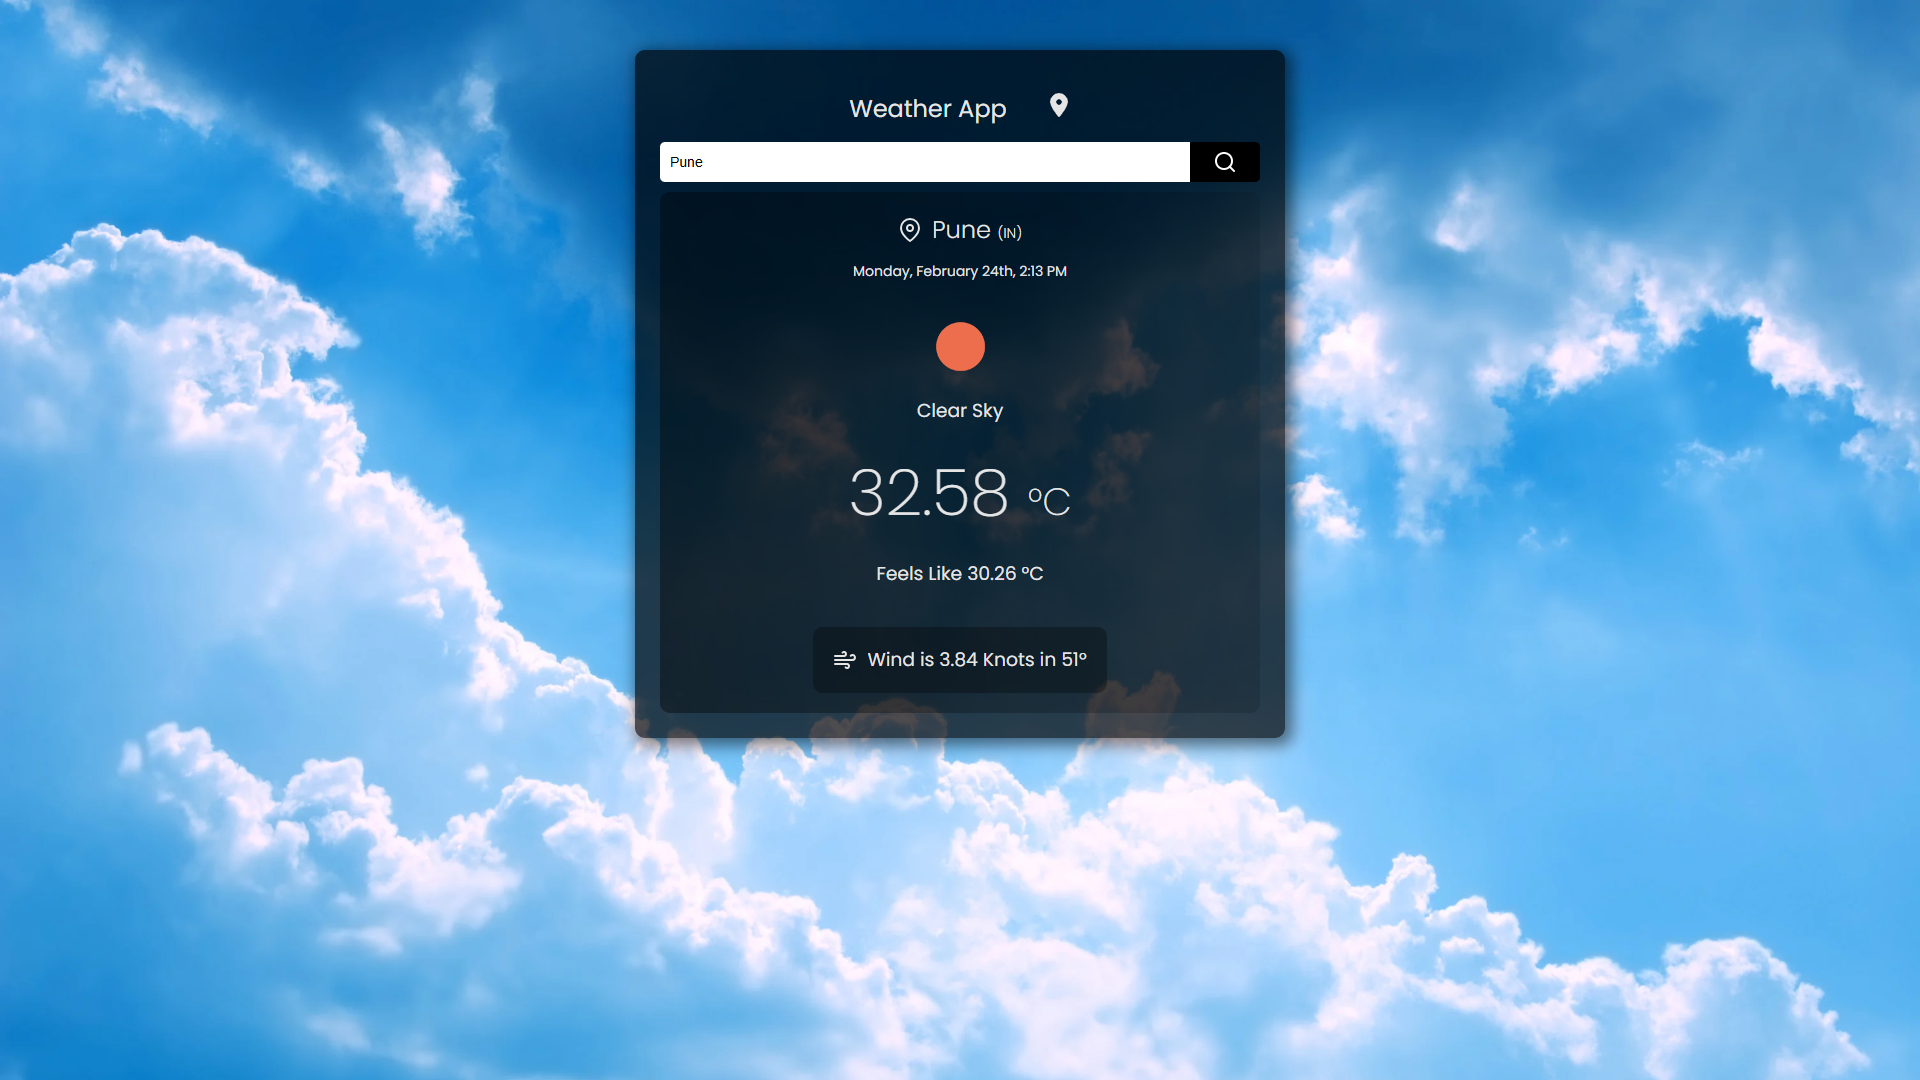 Weather App
Pune
Pune (IN)
Monday, February 24th, 2:13 PM
Clear Sky
32.58 °C
Feels Like 30.26 °C
Wind is 3.84 Knots in 51°